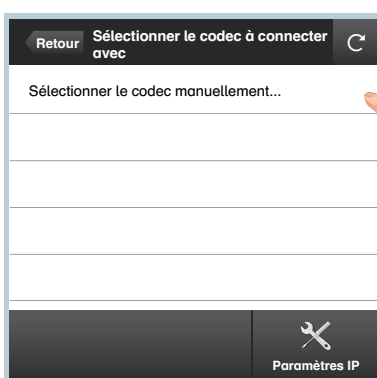 Retour
Sélectionner le codec à connecter
avec
Sélectionner le codec manuellement...
Paramètres IP